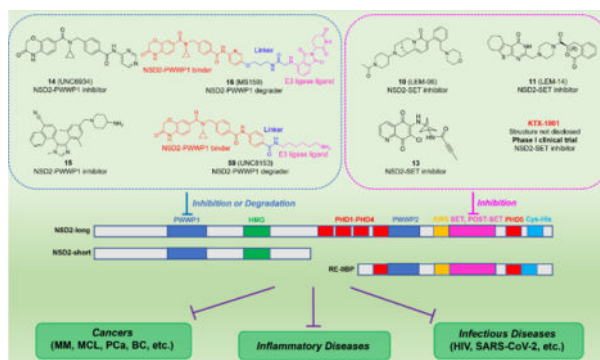 14 (UNC6934)
NSD2-PWWP1 inhibitor
NSD2-PWWP1 binder
Linker
E3 ligase ligand
16 (MS159)
NSD2-PWWP1 degrader
15
NSD2-PWWP1 inhibitor
NSD2-PWWP1 binder
Linker
E3 ligase ligand
59 (UNC8153)
NSD2-PWWP1 degrader
10 (LEM-06)
NSD2-SET inhibitor
11 (LEM-14)
NSD2-SET inhibitor
13
NSD2-SET inhibitor
KTX-1001
Structure not disclosed
Phase I clinical trial
NSD2-SET inhibitor
Inhibition or Degradation
Inhibition
PWWP1
HMG
PHD1-PHD4
PWWP2
AWS
SET, POST-SET
PHD5
Cys-His
NSD2-long
NSD2-short
RE-IIBP
Cancers
(MM, MCL, PCa, BC, etc.)
Inflammatory Diseases
Infectious Diseases
(HIV, SARS-CoV-2, etc.)